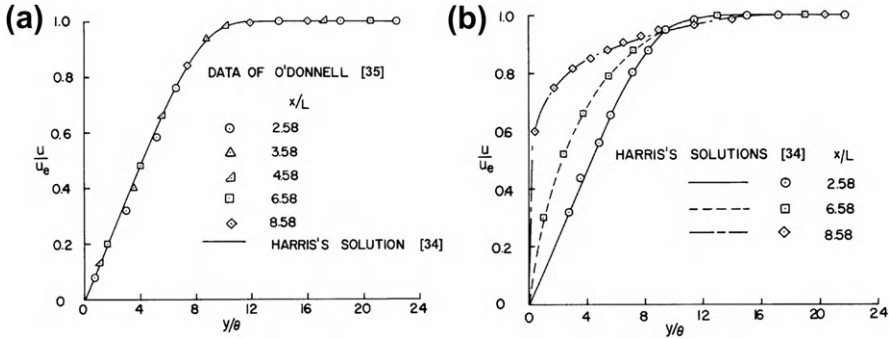 (a)
1.0
0.8
0.6
0.4
0.2
0
u
u_e
DATA OF O'DONNELL [35]
x/L
2.58
3.58
4.58
6.58
8.58
HARRIS'S SOLUTION [34]
0 4 8 12 16 20 24
y/θ
(b)
1.0
0.8
0.6
0.4
0.2
0
u
u_e
HARRIS'S SOLUTIONS [34] x/L
2.58
6.58
8.58
0 4 8 12 16 20 24
y/θ